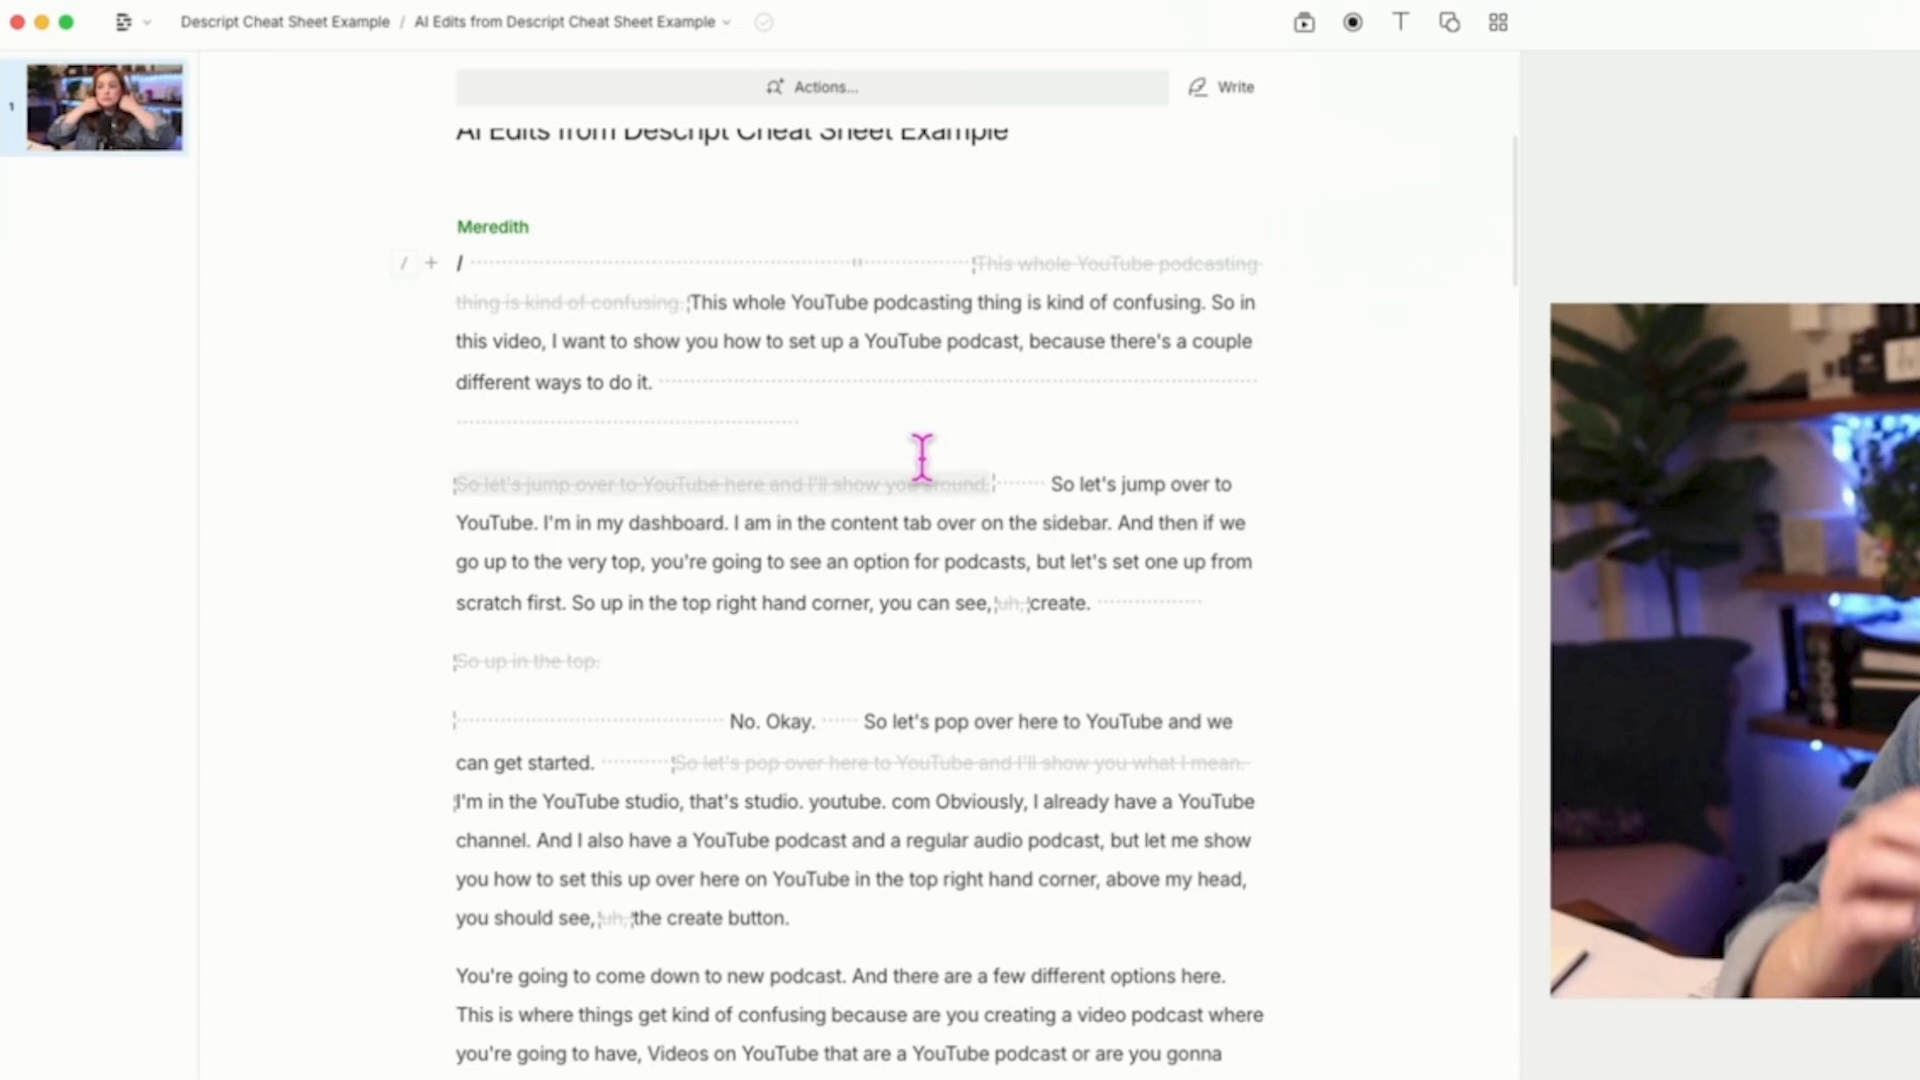 Descript Cheat Sheet Example / AI Edits from Descript Cheat Sheet Example
1
Actions...
Write
AI Edits from Descript Cheat Sheet Example
Meredith
/ + / This whole YouTube podcasting
thing is kind of confusing. This whole YouTube podcasting thing is kind of confusing. So in
this video, I want to show you how to set up a YouTube podcast, because there's a couple
different ways to do it.
So let's jump over to YouTube here and I'll show you around. So let's jump over to
YouTube. I'm in my dashboard. I am in the content tab over on the sidebar. And then if we
go up to the very top, you're going to see an option for podcasts, but let's set one up from
scratch first. So up in the top right hand corner, you can see, uh, create.
So up in the top.
No. Okay. So let's pop over here to YouTube and we
can get started. So let's pop over here to YouTube and I'll show you what I mean.
I'm in the YouTube studio, that's studio. youtube. com Obviously, I already have a YouTube
channel. And I also have a YouTube podcast and a regular audio podcast, but let me show
you how to set this up over here on YouTube in the top right hand corner, above my head,
you should see, uh, the create button.
You're going to come down to new podcast. And there are a few different options here.
This is where things get kind of confusing because are you creating a video podcast where
you're going to have, Videos on YouTube that are a YouTube podcast or are you gonna